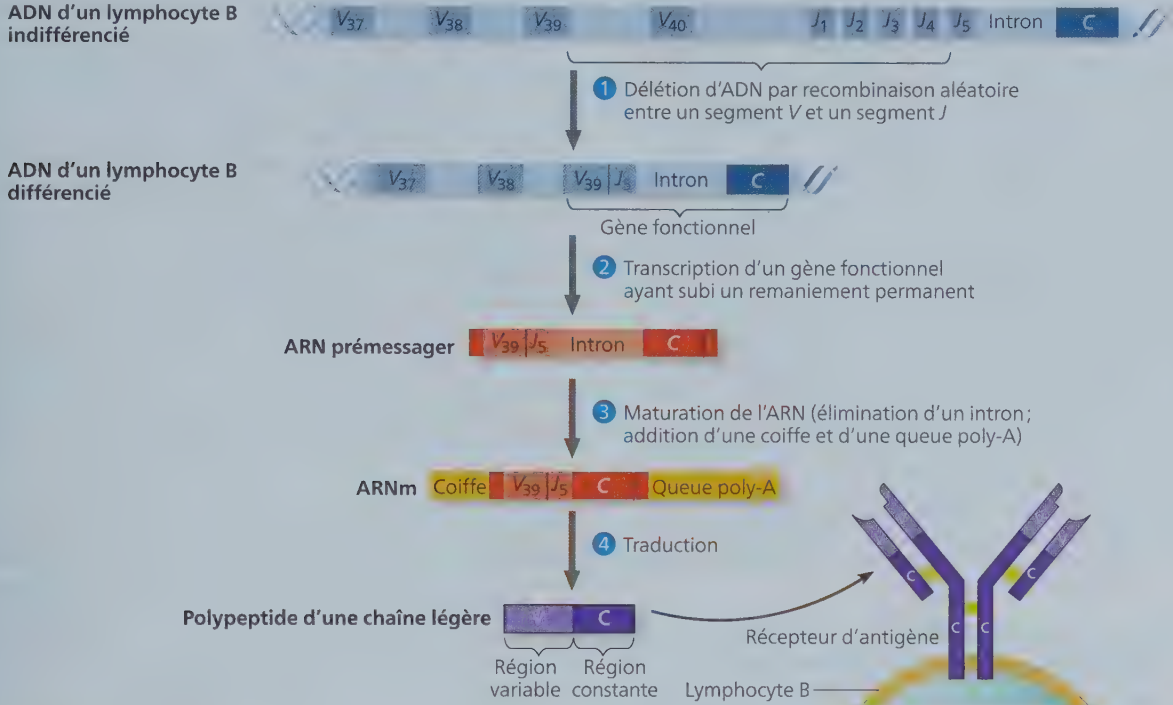 ADN d'un lymphocyte B
indifférencié
V37 V38 V39 V40 J1 J2 J3 J4 J5 Intron C
1 Délétion d'ADN par recombinaison aléatoire
entre un segment V et un segment J
ADN d'un lymphocyte B
différencié
V37 V38 V39 J5 Intron C
Gène fonctionnel
2 Transcription d'un gène fonctionnel
ayant subi un remaniement permanent
ARN prémessager V39 J5 Intron C
3 Maturation de l'ARN (élimination d'un intron;
addition d'une coiffe et d'une queue poly-A)
ARNm Coiffe V39 J5 C Queue poly-A
4 Traduction
Polypeptide d'une chaîne légère C
Région variable
Région constante
C C
Récepteur d'antigène C C
Lymphocyte B